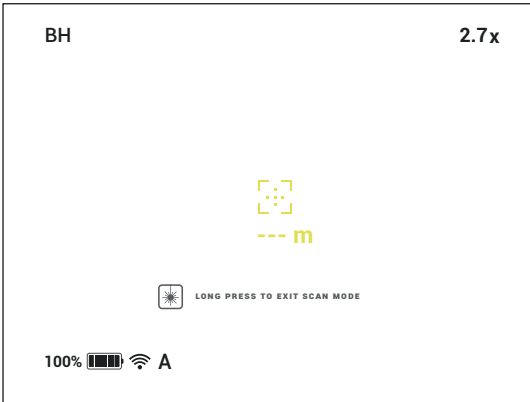 BH 2.7x
--- m
LONG PRESS TO EXIT SCAN MODE
100% A